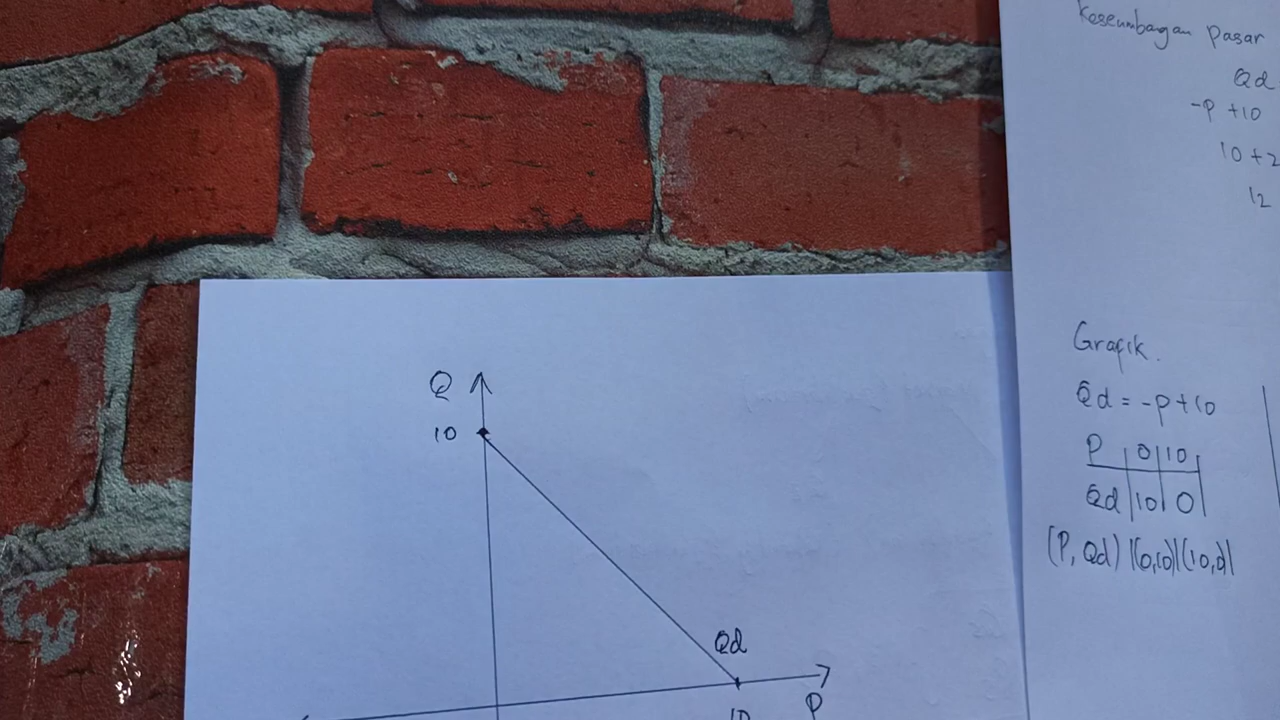 Keseimbangan Pasar
Qd
-P +10
10 +2
12
Grafik.
Qd = -P+10
P | 0 | 10
Qd | 10 | 0
(P, Qd) | (0,10) | (10,0)
Q
10
Qd
10
P